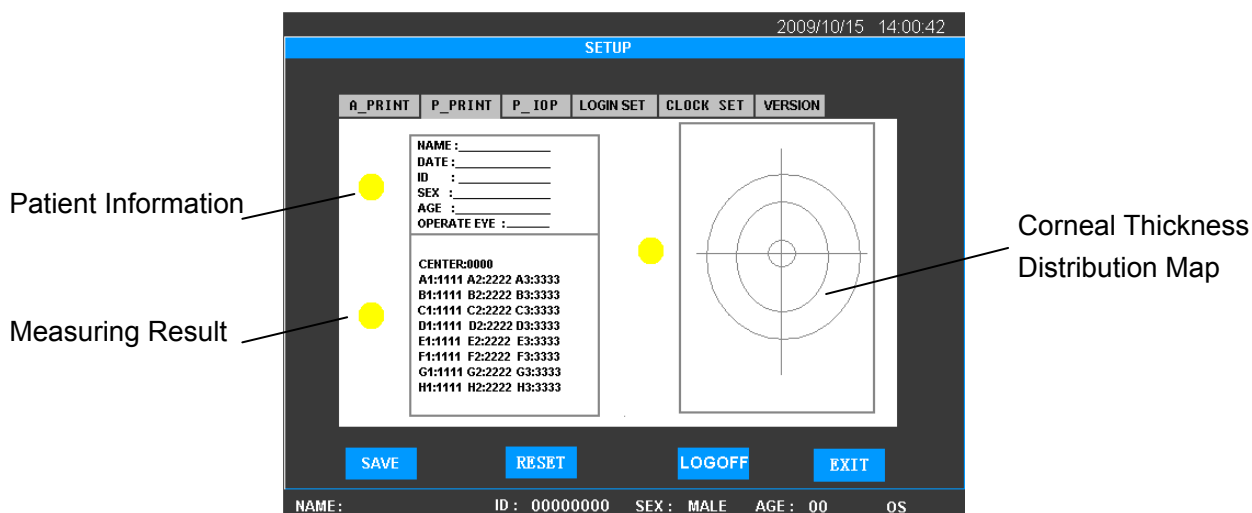 2009/10/15 14:00:42
SETUP
A_PRINT P_PRINT P_IOP LOGIN SET CLOCK SET VERSION
Patient Information
NAME :
DATE :
ID :
SEX :
AGE :
OPERATE EYE :
Measuring Result
CENTER:0000
A1:1111 A2:2222 A3:3333
B1:1111 B2:2222 B3:3333
C1:1111 C2:2222 C3:3333
D1:1111 D2:2222 D3:3333
E1:1111 E2:2222 E3:3333
F1:1111 F2:2222 F3:3333
G1:1111 G2:2222 G3:3333
H1:1111 H2:2222 H3:3333
Corneal Thickness
Distribution Map
SAVE RESET LOGOFF EXIT
NAME: ID: 00000000 SEX: MALE AGE: 00 OS